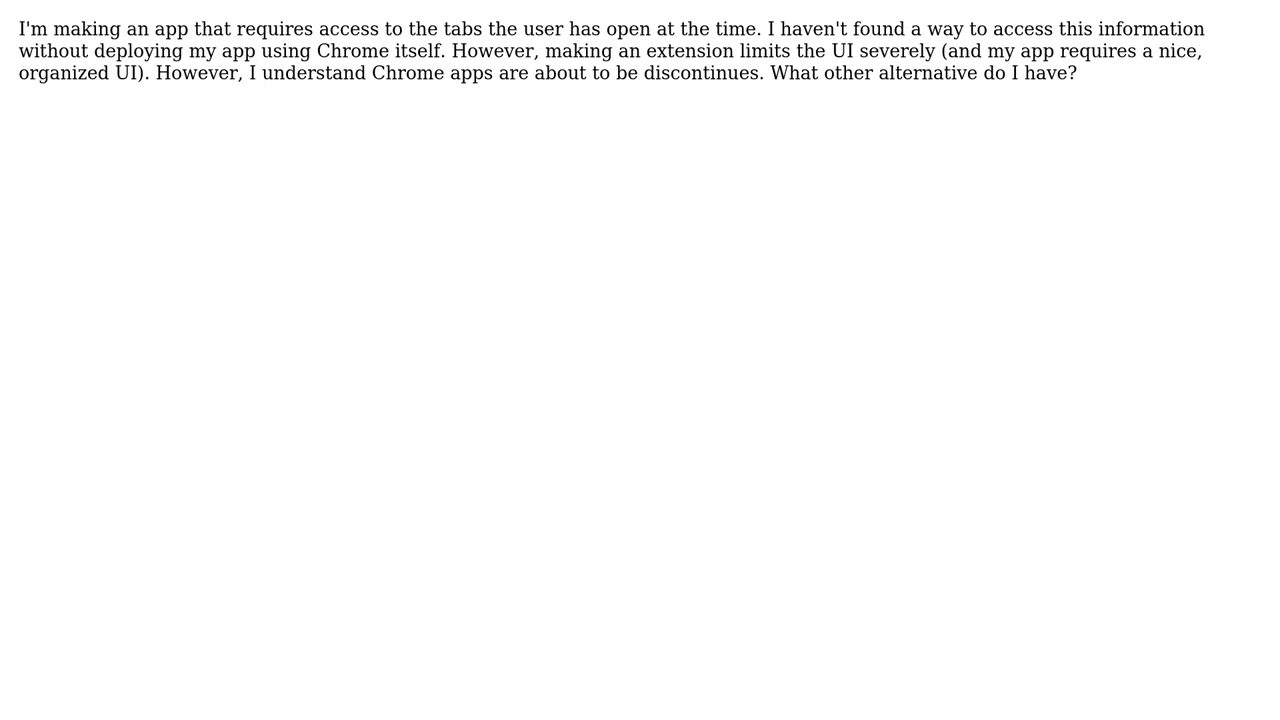 I'm making an app that requires access to the tabs the user has open at the time. I haven't found a way to access this information
without deploying my app using Chrome itself. However, making an extension limits the UI severely (and my app requires a nice,
organized UI). However, I understand Chrome apps are about to be discontinues. What other alternative do I have?